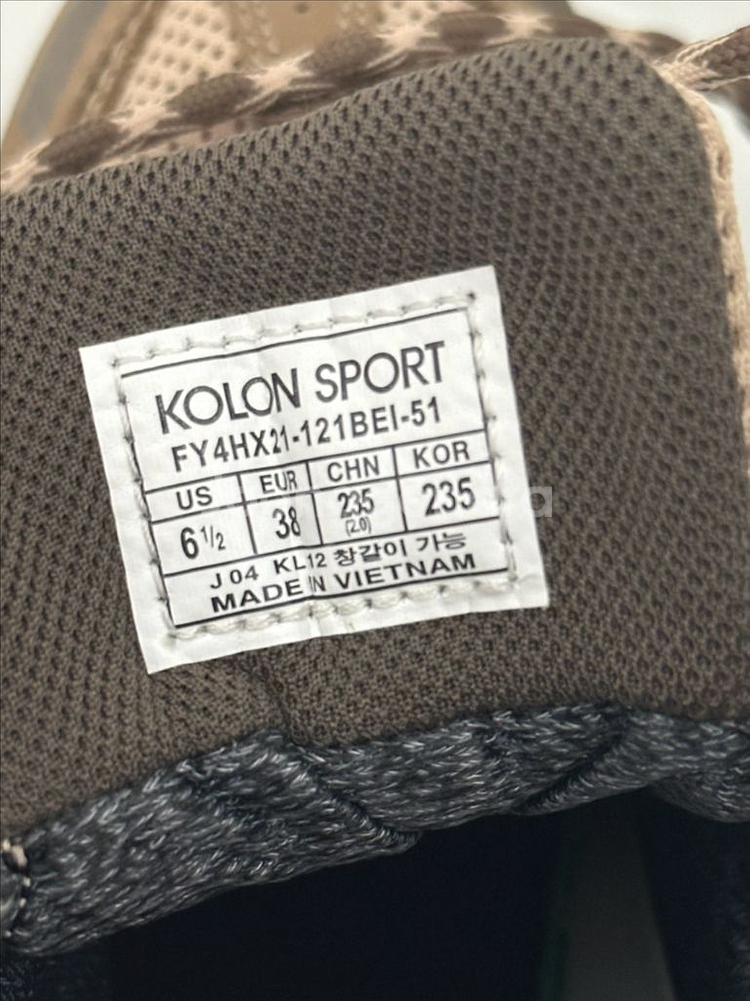 KOLON SPORT
FY4HX21-121BEI-51
US EUR CHN KOR
6 1/2 38 235 (2.0) 235
J 04 KL12 창갈이 가능
MADE IN VIETNAM